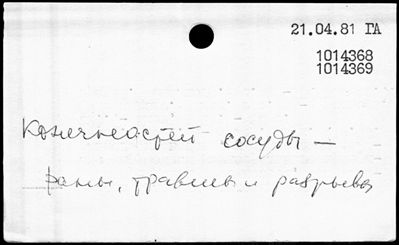 21.04.81 ГА
1014368
1014369
Конечностей сосуды —
раны, травмы и разрывы